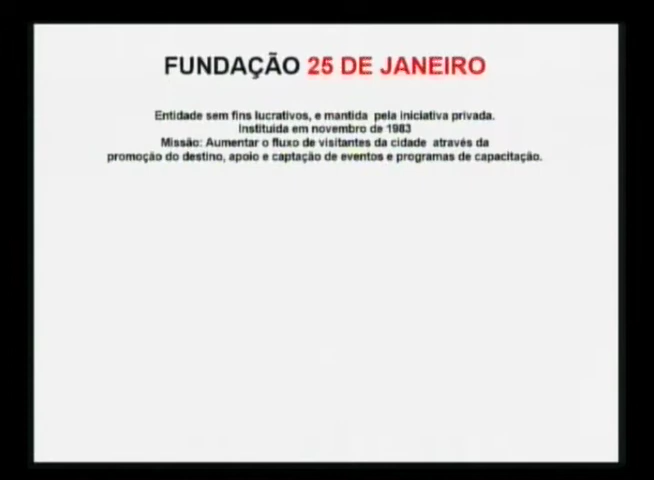 FUNDAÇÃO 25 DE JANEIRO
Entidade sem fins lucrativos, e mantida pela iniciativa privada.
Instituída em novembro de 1983
Missão: Aumentar o fluxo de visitantes da cidade através da
promoção do destino, apoio e captação de eventos e programas de capacitação.